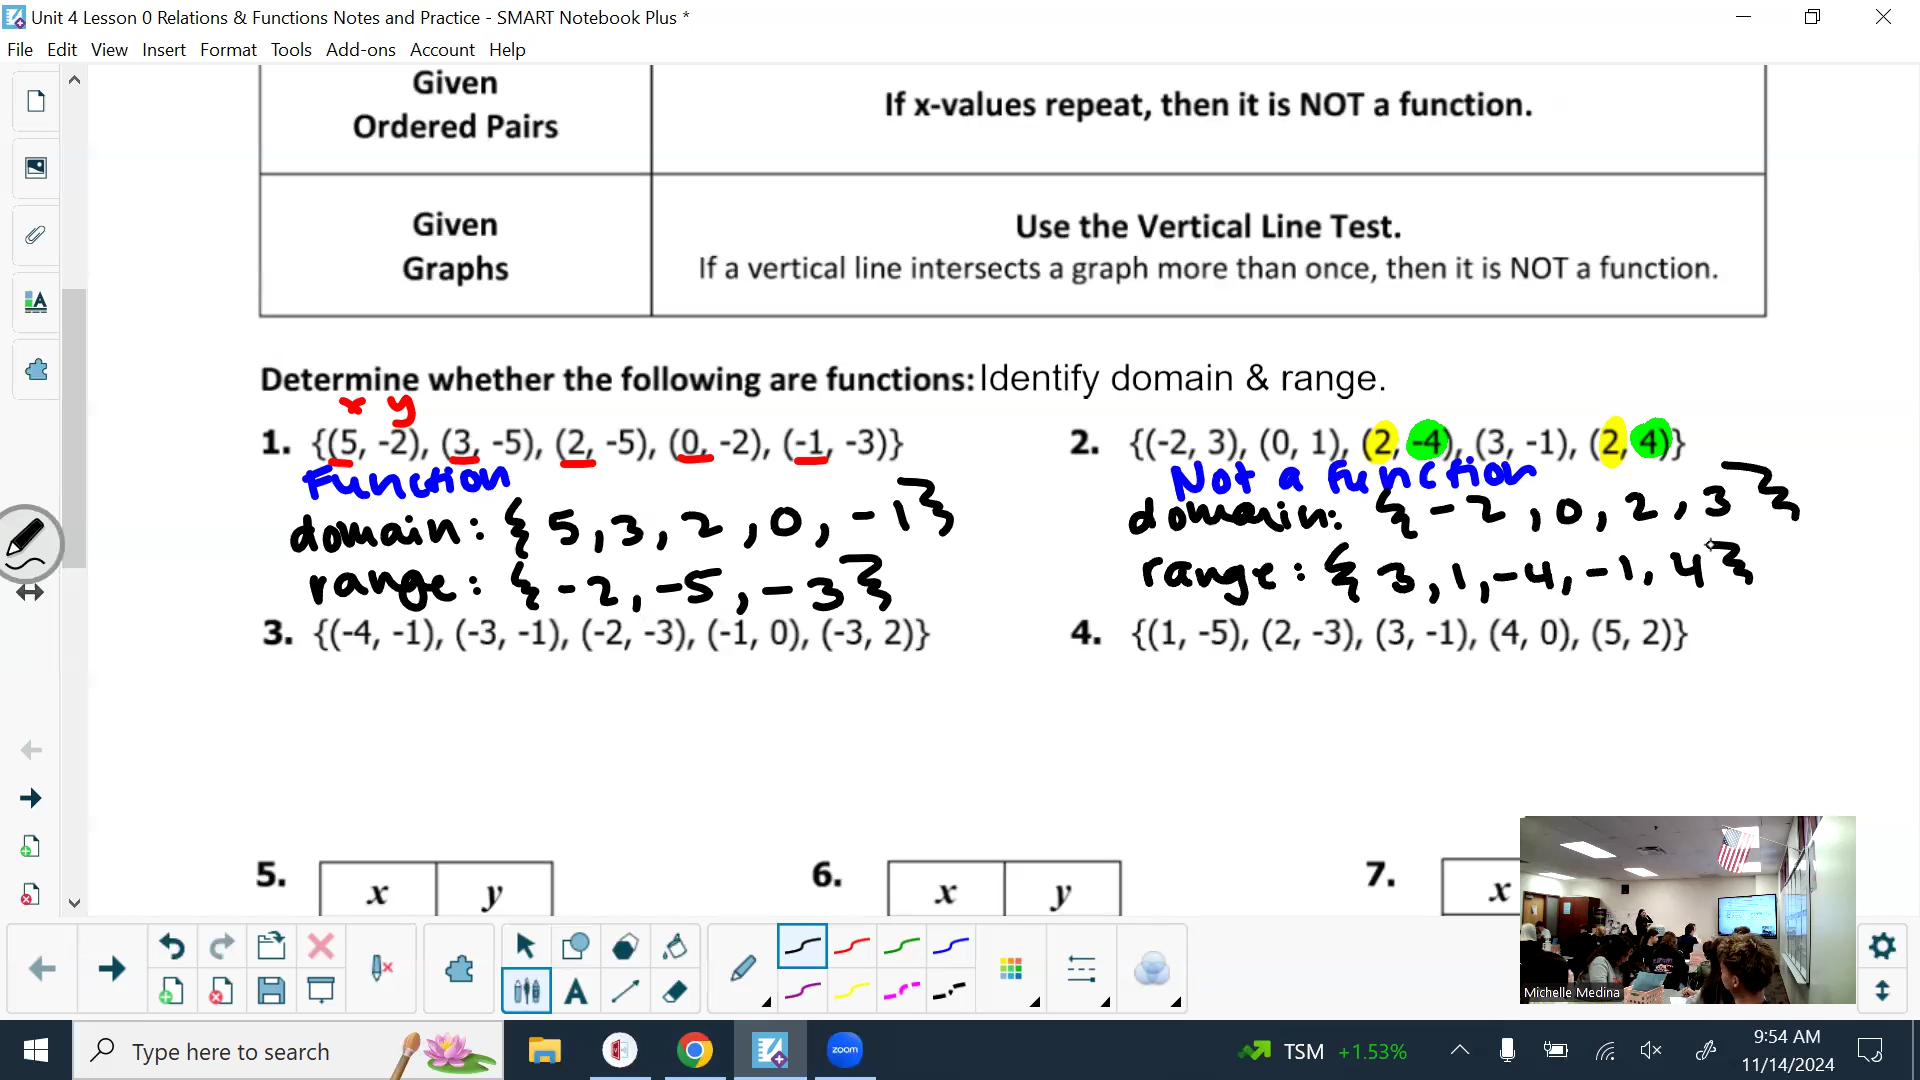 Unit 4 Lesson 0 Relations & Functions Notes and Practice - SMART Notebook Plus *
File Edit View Insert Format Tools Add-ons Account Help
Given
Ordered Pairs
If x-values repeat, then it is NOT a function.
Given
Graphs
Use the Vertical Line Test.
If a vertical line intersects a graph more than once, then it is NOT a function.
Determine whether the following are functions: Identify domain & range.
x y
1. {(5, -2), (3, -5), (2, -5), (0, -2), (-1, -3)}
Function
domain: {5, 3, 2, 0, -1}
range: {-2, -5, -3}
2. {(-2, 3), (0, 1), (2, -4), (3, -1), (2, 4)}
Not a function
domain: {-2, 0, 2, 3}
range: {3, 1, -4, -1, 4}
3. {(-4, -1), (-3, -1), (-2, -3), (-1, 0), (-3, 2)}
4. {(1, -5), (2, -3), (3, -1), (4, 0), (5, 2)}
5. x y
6. x y
7. x
Michelle Medina
Type here to search
zoom
TSM +1.53%
9:54 AM
11/14/2024